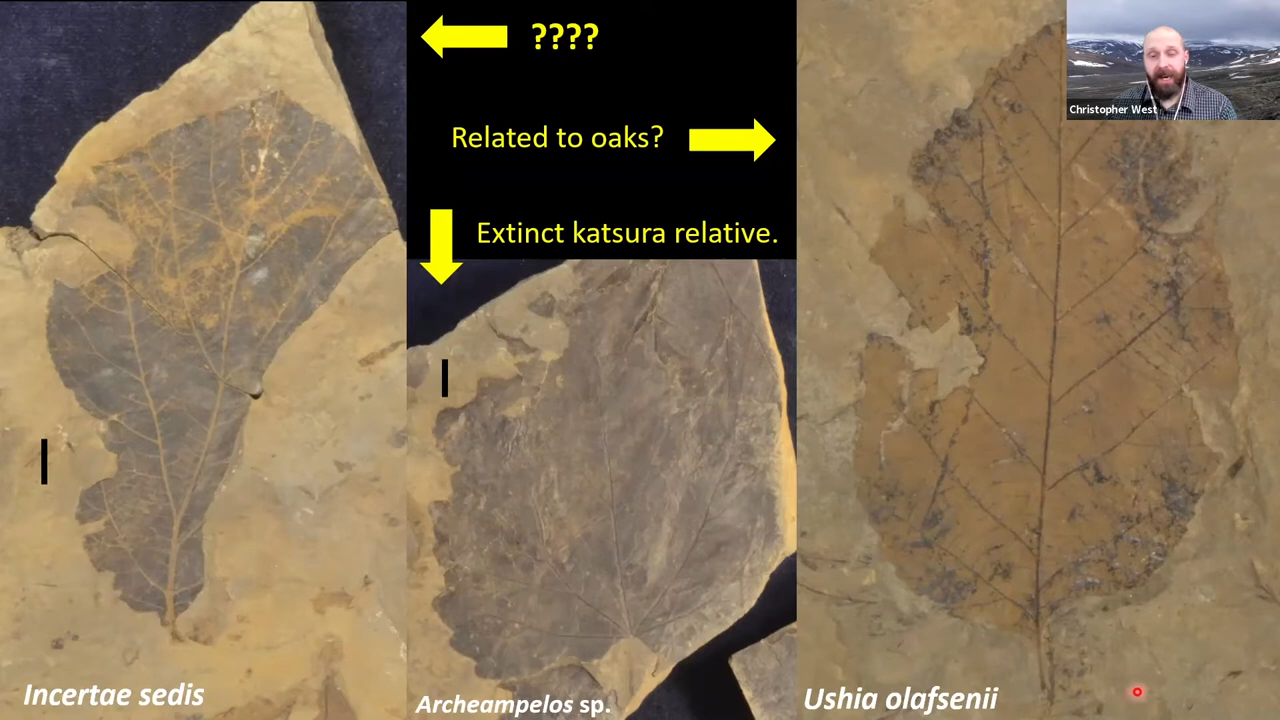 ????
Related to oaks?
Extinct katsura relative.
Christopher West
Incertae sedis
Archeampelos sp.
Ushia olafsenii